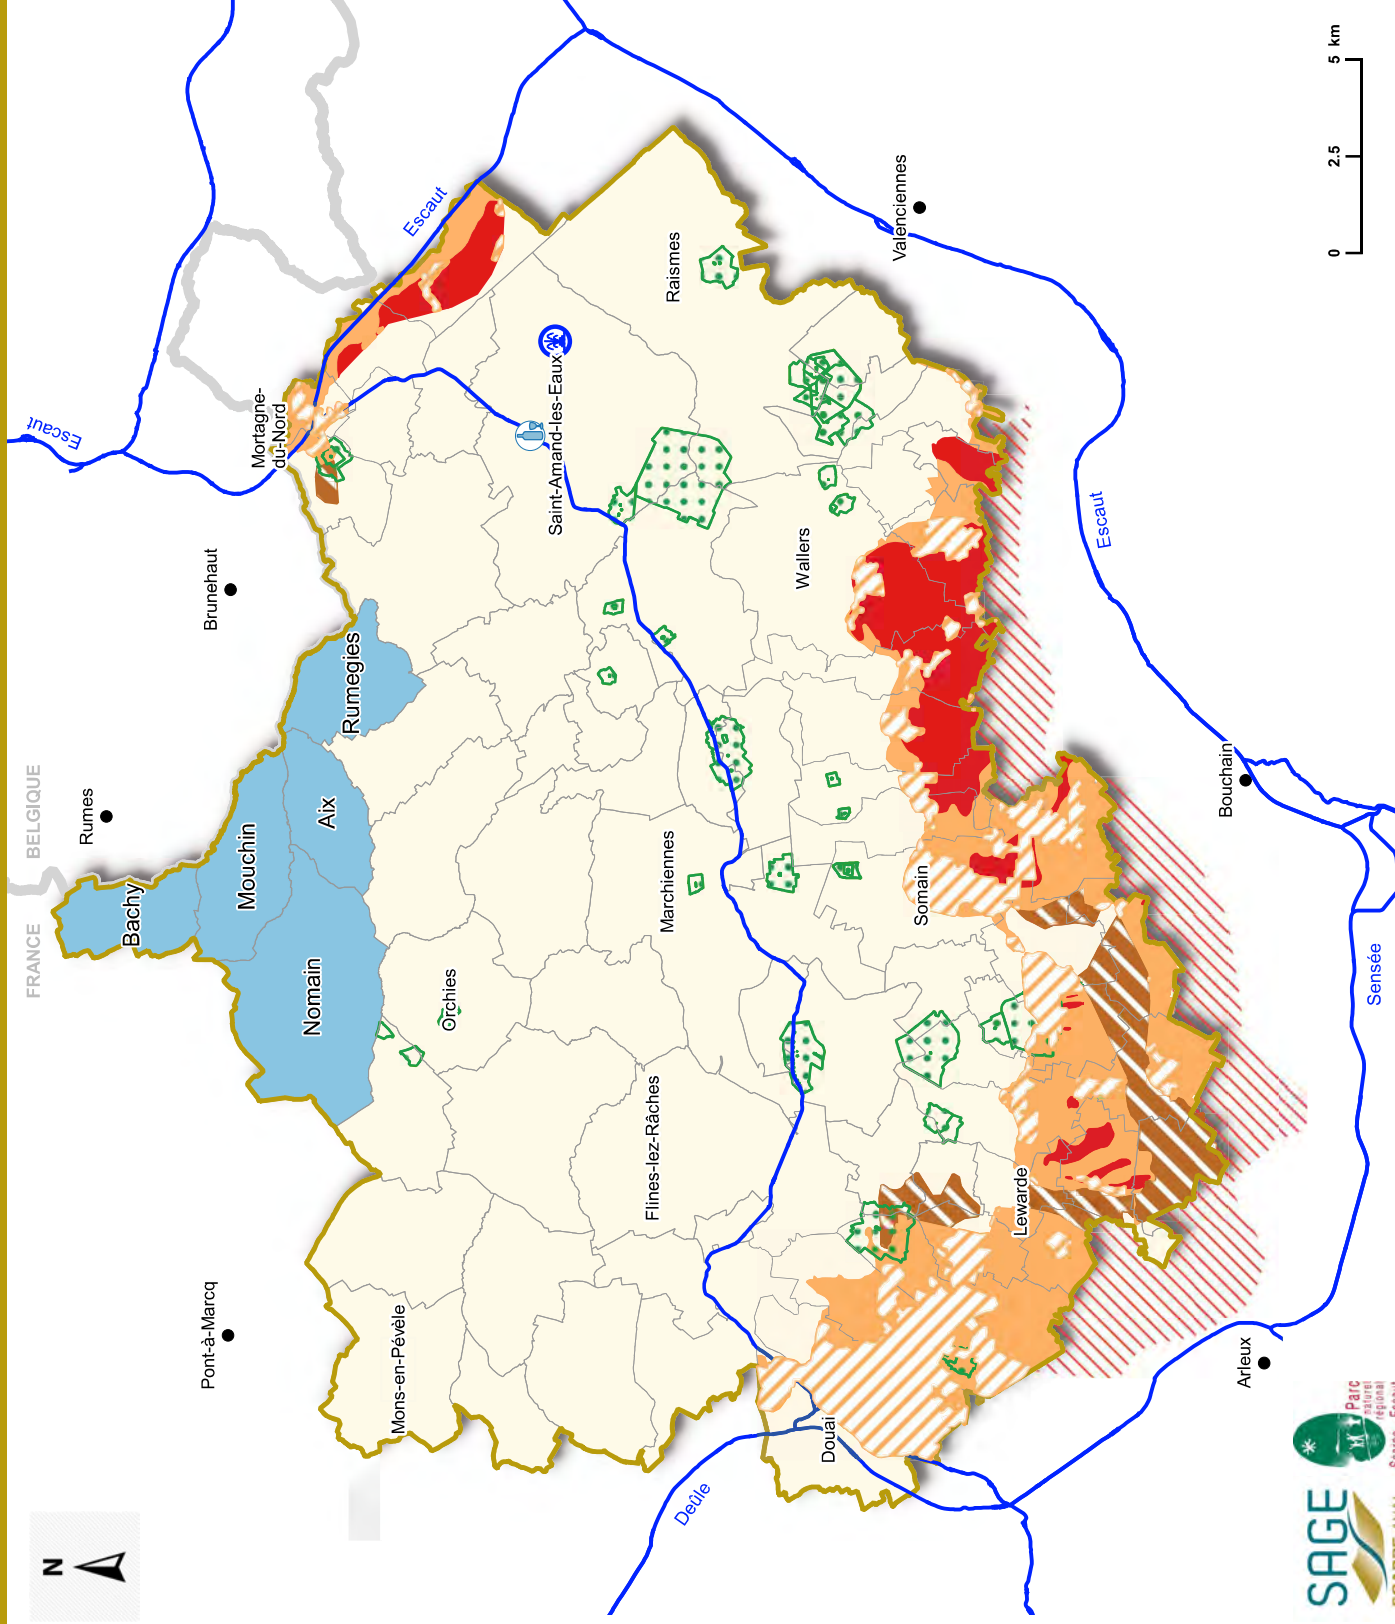 N
FRANCE
BELGIQUE
Rumes
Bachy
Mouchin
Nomain
Aix
Rumegies
Brunehaut
Escaut
Mortagne-
du-Nord
Escaut
Pont-à-Marcq
Mons-en-Pévèle
Orchies
Saint-Amand-les-Eaux
Raismes
Flines-lez-Râches
Marchiennes
Wallers
Valenciennes
Deûle
Douai
Somain
Lewarde
Escaut
Bouchain
Arleux
Sensée
0 2.5 5 km
SAGE
Parc
naturel
régional